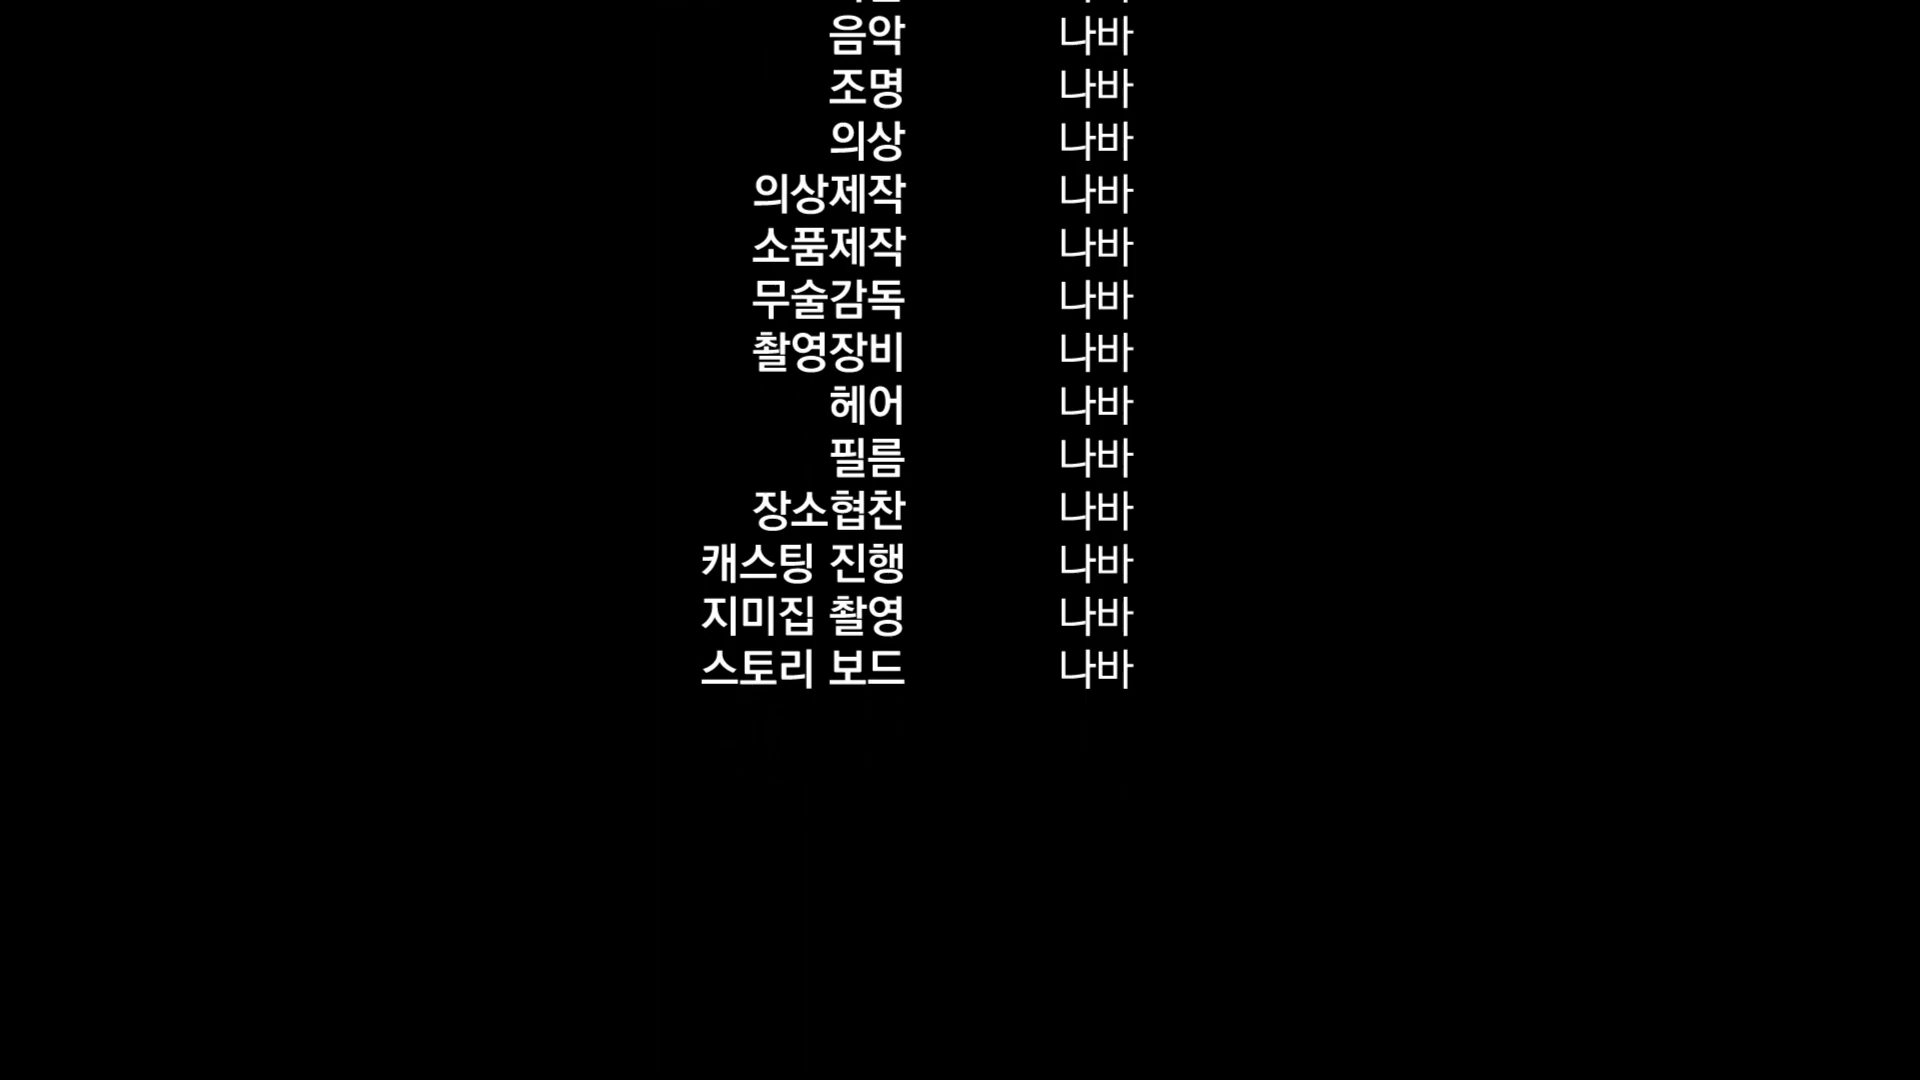 음악 나바
조명 나바
의상 나바
의상제작 나바
소품제작 나바
무술감독 나바
촬영장비 나바
헤어 나바
필름 나바
장소협찬 나바
캐스팅 진행 나바
지미집 촬영 나바
스토리 보드 나바